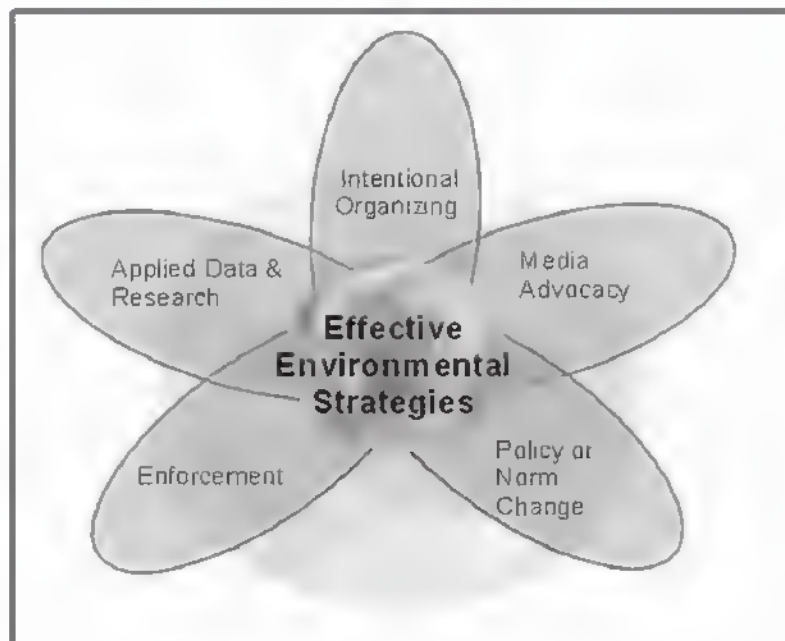 Intentional
Organizing
Applied Data &
Research
Media
Advocacy
Effective
Environmental
Strategies
Enforcement
Policy or
Norm
Change